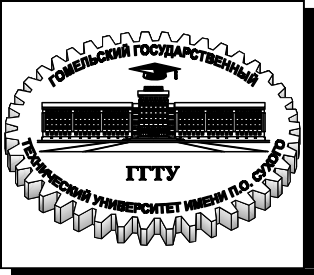 ГОМЕЛЬСКИЙ ГОСУДАРСТВЕННЫЙ
ГГТУ
ТЕХНИЧЕСКИЙ УНИВЕРСИТЕТ ИМЕНИ П.О. СУХОГО